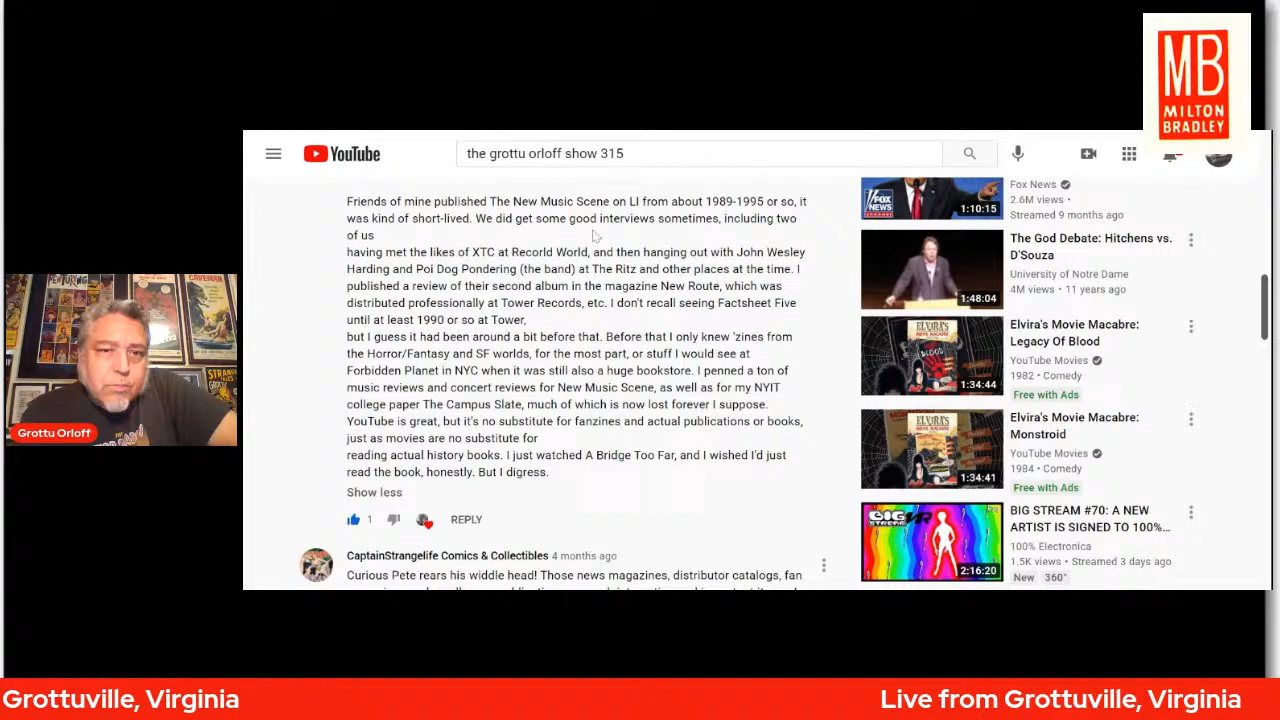 MB
MILTON
BRADLEY
YouTube
the grottu orloff show 315
Friends of mine published The New Music Scene on LI from about 1989-1995 or so, it
was kind of short-lived. We did get some good interviews sometimes, including two
of us
having met the likes of XTC at Recorld World, and then hanging out with John Wesley
Harding and Poi Dog Pondering (the band) at The Ritz and other places at the time. I
published a review of their second album in the magazine New Route, which was
distributed professionally at Tower Records, etc. I don't recall seeing Factsheet Five
until at least 1990 or so at Tower,
but I guess it had been around a bit before that. Before that I only knew 'zines from
the Horror/Fantasy and SF worlds, for the most part, or stuff I would see at
Forbidden Planet in NYC when it was still also a huge bookstore. I penned a ton of
music reviews and concert reviews for New Music Scene, as well as for my NYIT
college paper The Campus Slate, much of which is now lost forever I suppose.
YouTube is great, but it's no substitute for fanzines and actual publications or books,
just as movies are no substitute for
reading actual history books. I just watched A Bridge Too Far, and I wished I'd just
read the book, honestly. But I digress.
Show less
1
REPLY
CaptainStrangelife Comics & Collectibles 4 months ago
Curious Pete rears his widdle head! Those news magazines, distributor catalogs, fan
FOX
NEWS
1:10:15
Fox News
2.6M views •
Streamed 9 months ago
1:48:04
The God Debate: Hitchens vs.
D'Souza
University of Notre Dame
4M views • 11 years ago
ELVIRA'S
BLOOD
1:34:44
Elvira's Movie Macabre:
Legacy Of Blood
YouTube Movies
1982 • Comedy
Free with Ads
ELVIRA'S
1:34:41
Elvira's Movie Macabre:
Monstroid
YouTube Movies
1984 • Comedy
Free with Ads
BIG
STREAM
VR
2:16:20
BIG STREAM #70: A NEW
ARTIST IS SIGNED TO 100%...
100% Electronica
1.5K views • Streamed 3 days ago
New 360°
CAVEMAN
STRANGE
TALES
Grottu Orloff
Grottuville, Virginia
Live from Grottuville, Virginia